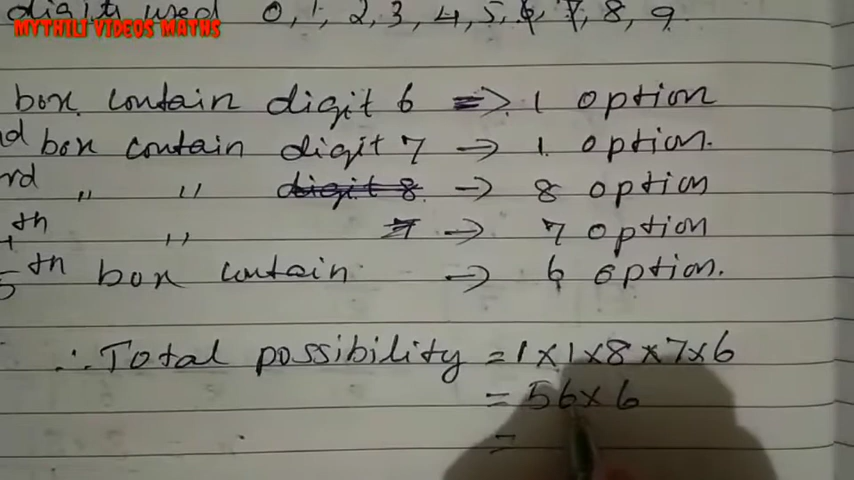 digits used 0, 1, 2, 3, 4, 5, 6, 7, 8, 9.
MYTHILI VIDEOS MATHS
box contain digit 6 => 1 option
d box contain digit 7 → 1 option.
rd " " digit 8 → 8 option
th " 7 → 7 option
5th box contain → 6 option.
∴ Total possibility = 1×1×8×7×6
= 56×6
=